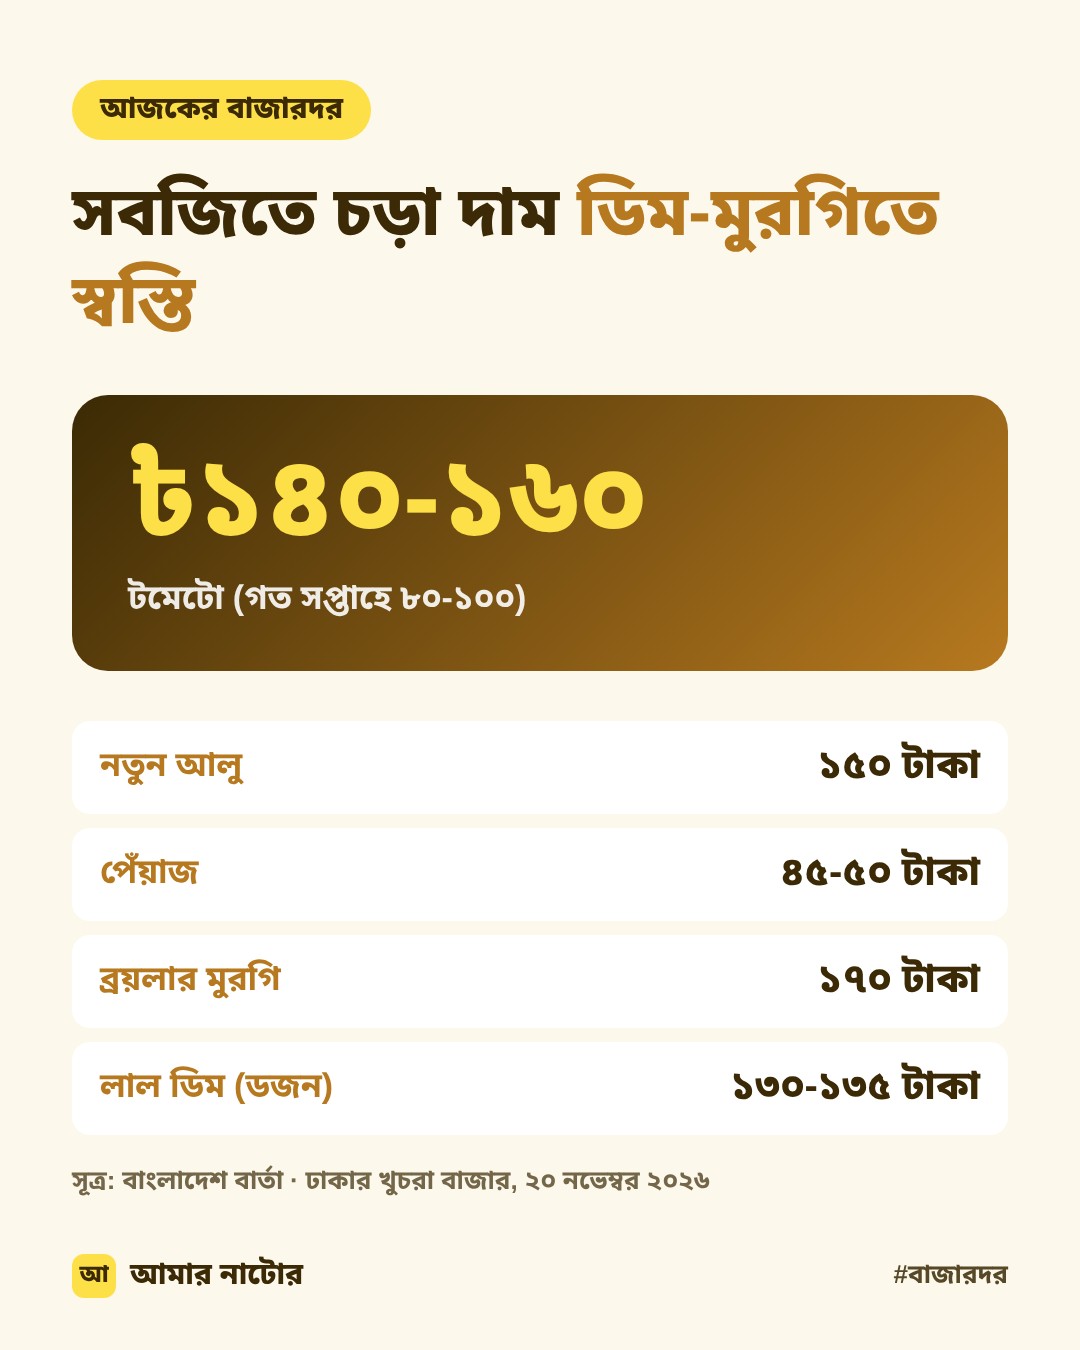 আজকের বাজারদর
সবজিতে চড়া দাম ডিম-মুরগিতে
স্বস্তি
৳১৪০-১৬০
টমেটো (গত সপ্তাহে ৮০-১০০)
নতুন আলু ১৫০ টাকা
পেঁয়াজ ৪৫-৫০ টাকা
ব্রয়লার মুরগি ১৭০ টাকা
লাল ডিম (ডজন) ১৩০-১৩৫ টাকা
সূত্র: বাংলাদেশ বার্তা · ঢাকার খুচরা বাজার, ২০ নভেম্বর ২০২৬
আ আমার নাটোর #বাজারদর